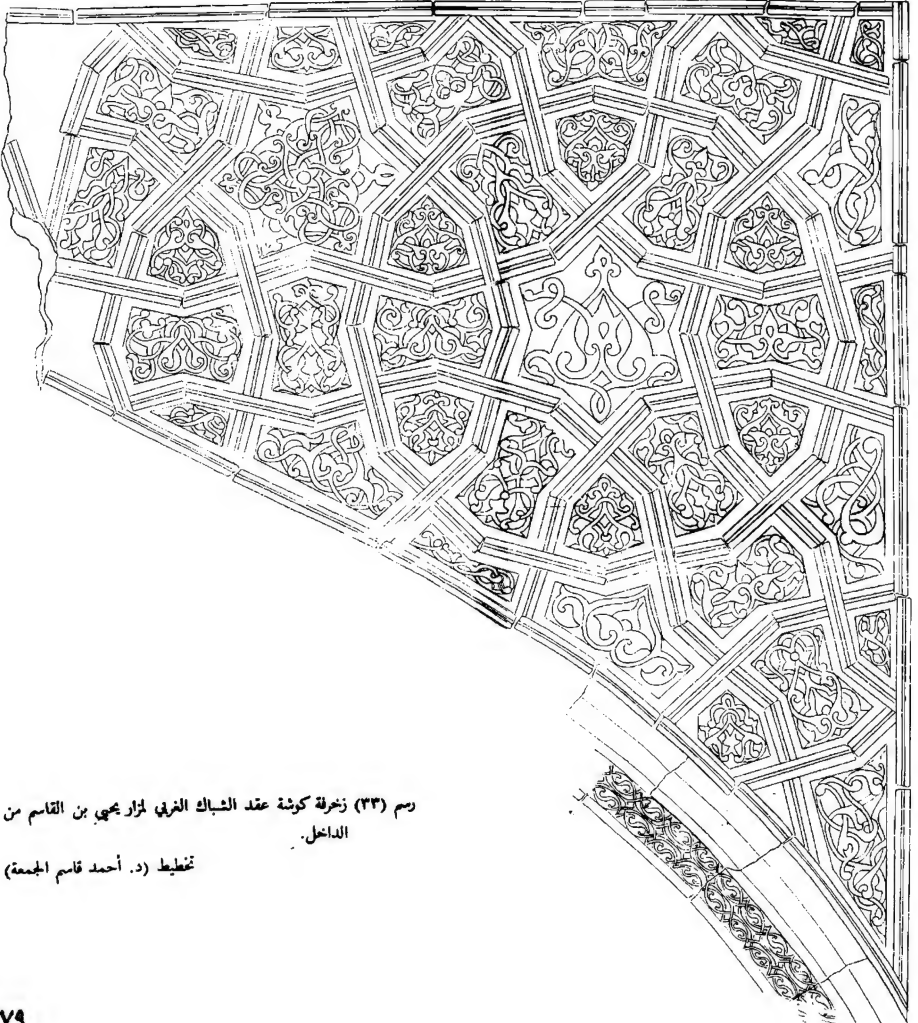 رسم (٣٣) زخرفة كوشة عقد الشباك الغربي لمزار يحيى بن القاسم من
الداخل.
تخطيط (د. أحمد قاسم الجمعة)
٧٩